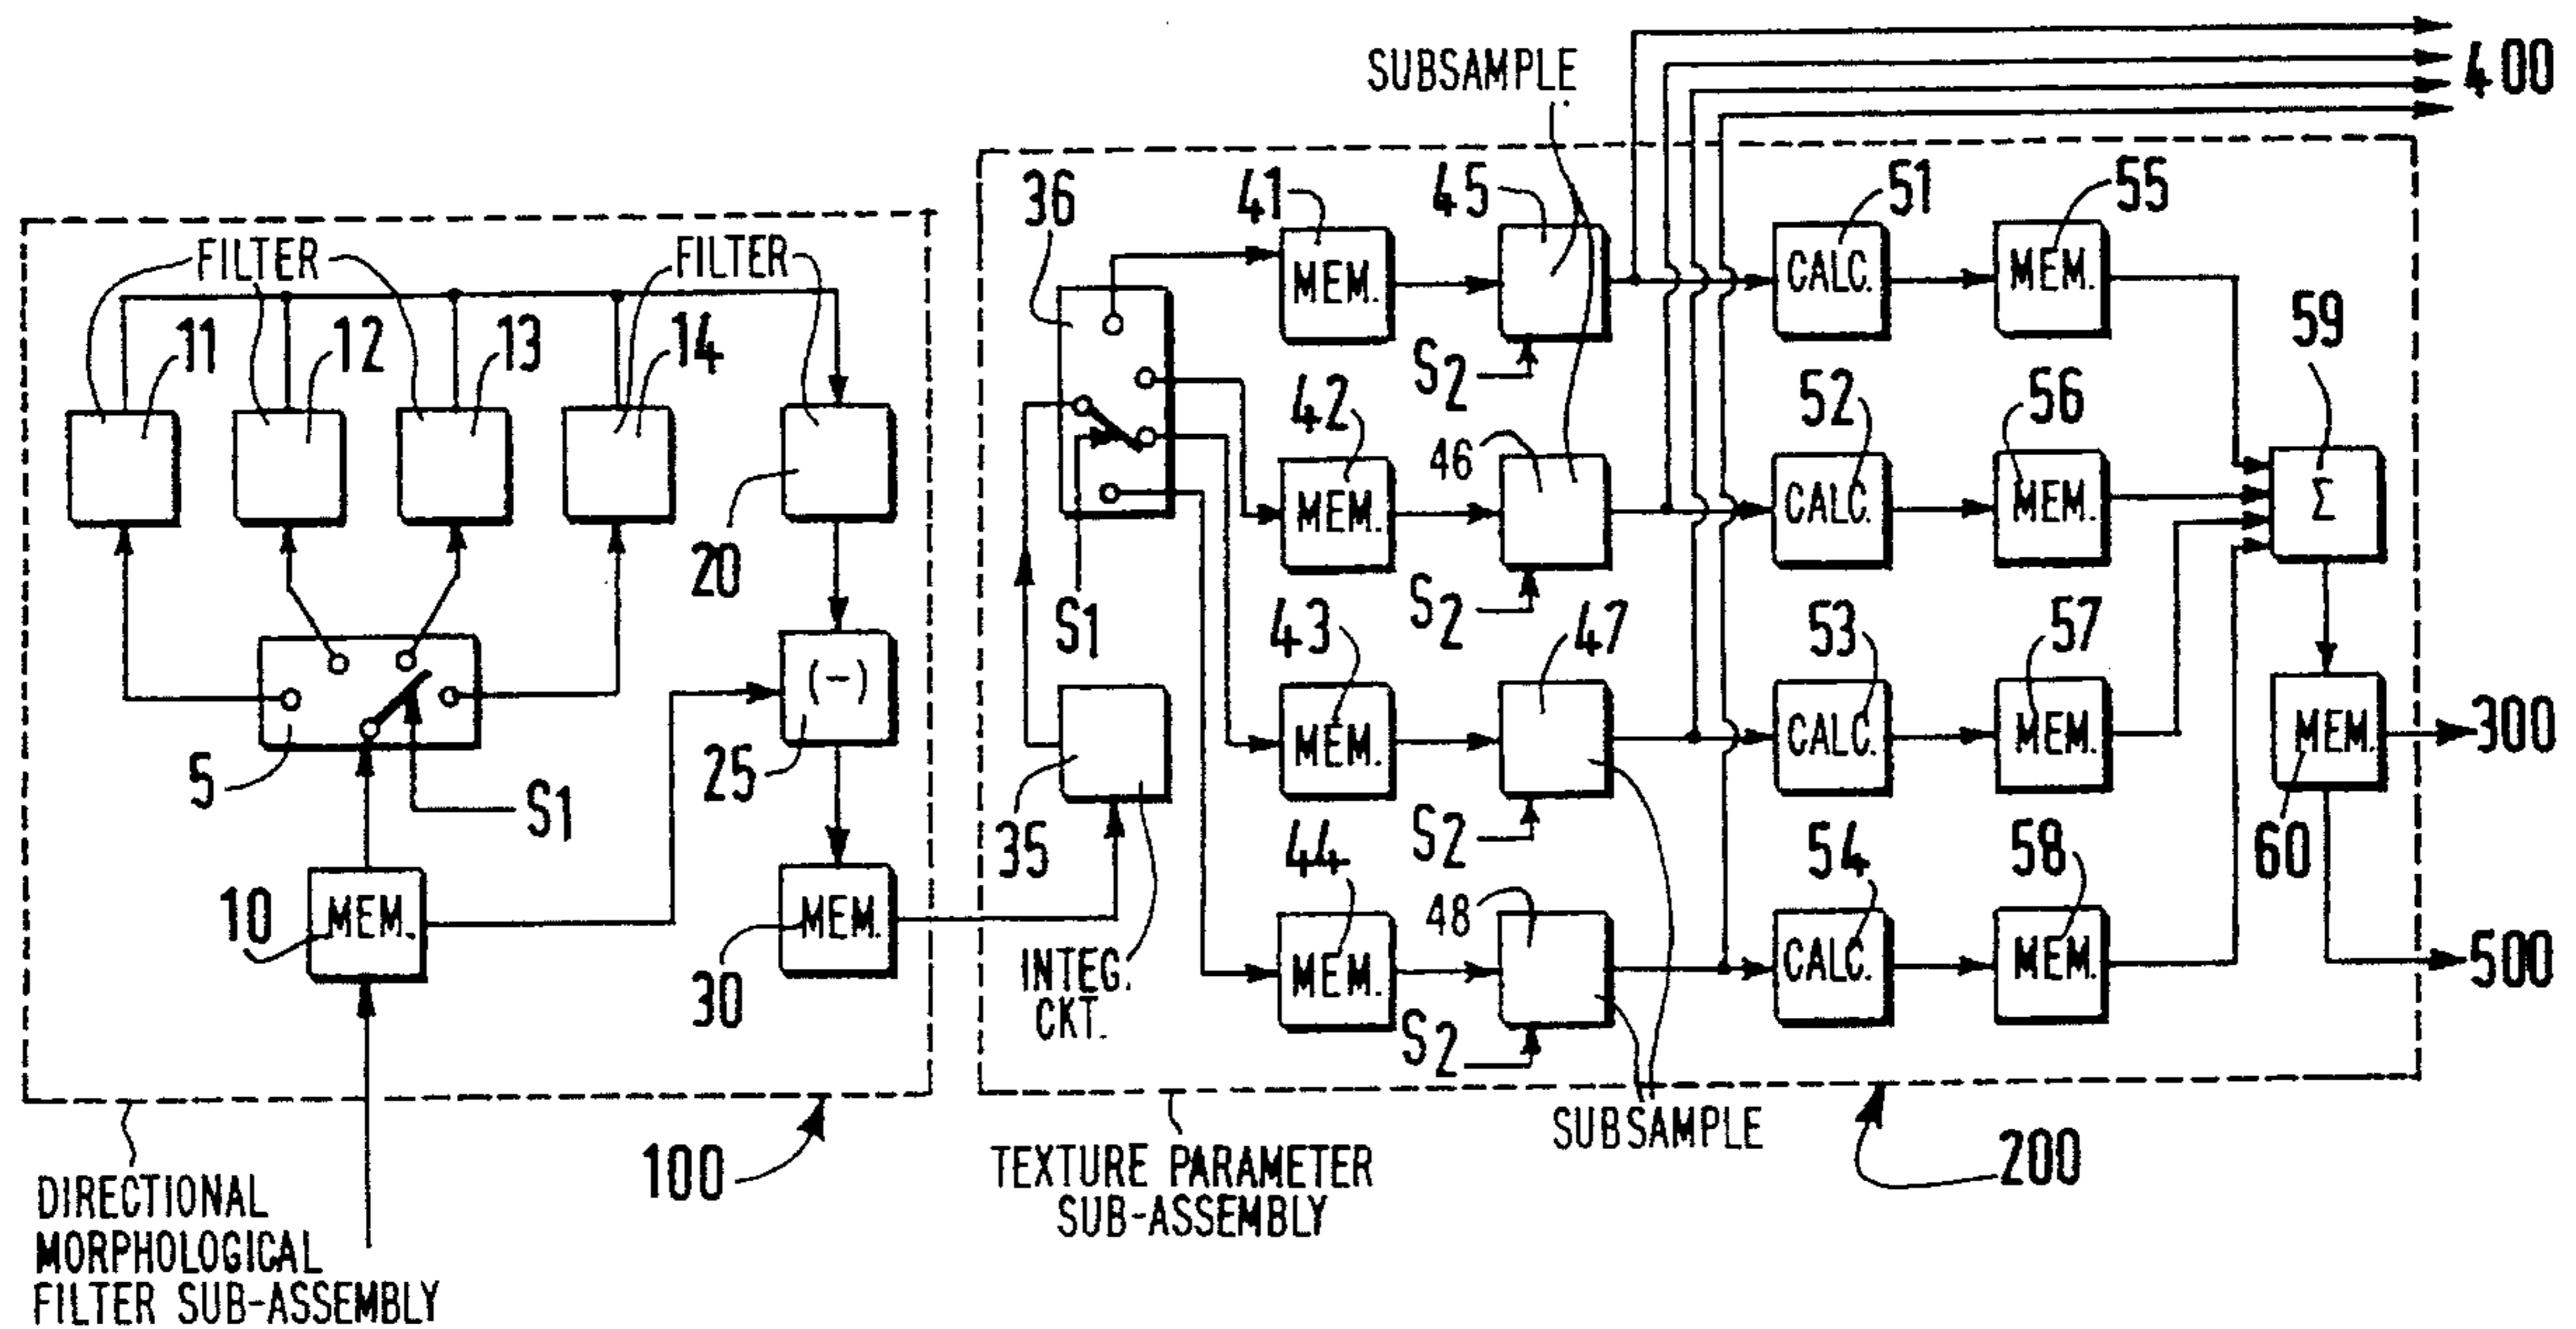 SUBSAMPLE
400
36
41
45
51
55
FILTER
FILTER
11
12
13
14
MEM.
CALC.
MEM.
59
S2
42
46
52
56
20
MEM.
CALC.
MEM.
Σ
S1
S2
43
47
53
57
(-)
5
25
S1
MEM.
CALC.
MEM.
MEM.
300
35
S2
44
48
54
58
60
10
MEM.
30
MEM.
INTEG.
CKT.
MEM.
CALC.
MEM.
500
S2
SUBSAMPLE
100
200
TEXTURE PARAMETER
SUB-ASSEMBLY
DIRECTIONAL
MORPHOLOGICAL
FILTER SUB-ASSEMBLY